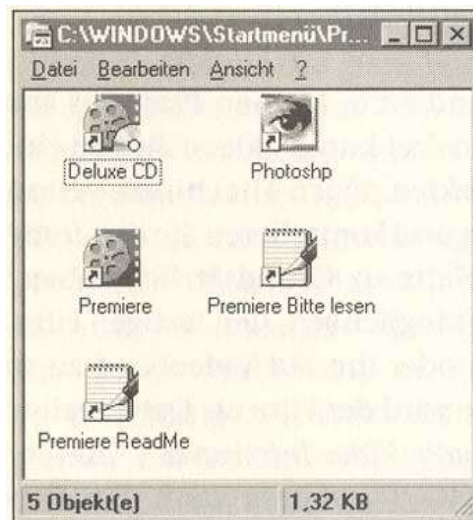 C:\WINDOWS\Startmenü\Pr...
Datei Bearbeiten Ansicht ?
Deluxe CD
Photoshp
Premiere
Premiere Bitte lesen
Premiere ReadMe
5 Objekt(e)
1,32 KB